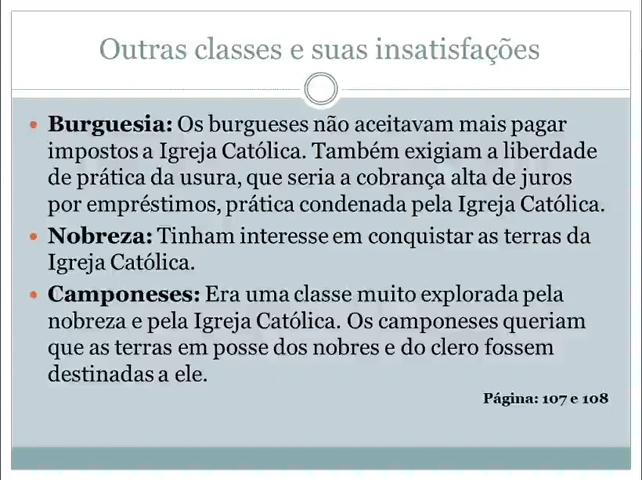 Outras classes e suas insatisfações
• Burguesia: Os burgueses não aceitavam mais pagar
impostos a Igreja Católica. Também exigiam a liberdade
de prática da usura, que seria a cobrança alta de juros
por empréstimos, prática condenada pela Igreja Católica.
• Nobreza: Tinham interesse em conquistar as terras da
Igreja Católica.
• Camponeses: Era uma classe muito explorada pela
nobreza e pela Igreja Católica. Os camponeses queriam
que as terras em posse dos nobres e do clero fossem
destinadas a ele.
Página: 107 e 108